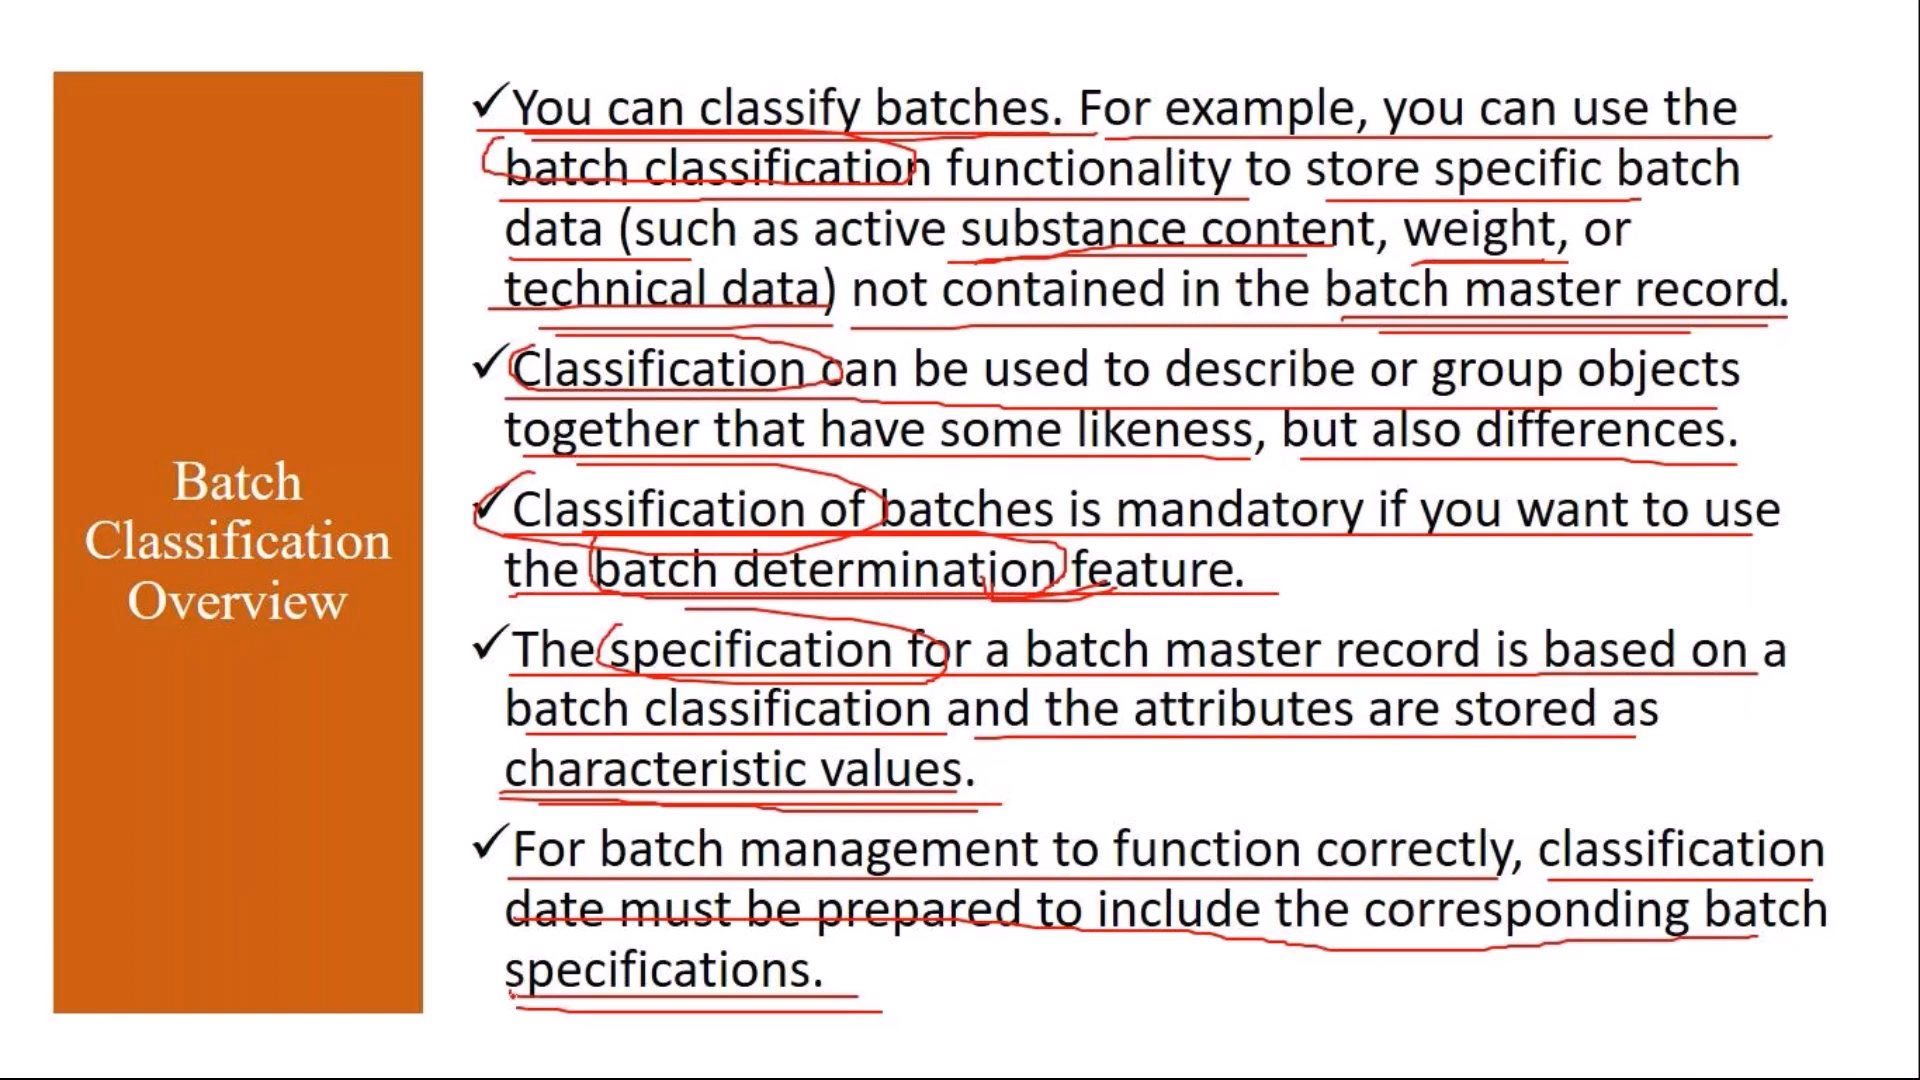 Batch
Classification
Overview
✓You can classify batches. For example, you can use the
batch classification functionality to store specific batch
data (such as active substance content, weight, or
technical data) not contained in the batch master record.
✓Classification can be used to describe or group objects
together that have some likeness, but also differences.
✓Classification of batches is mandatory if you want to use
the batch determination feature.
✓The specification for a batch master record is based on a
batch classification and the attributes are stored as
characteristic values.
✓For batch management to function correctly, classification
date must be prepared to include the corresponding batch
specifications.